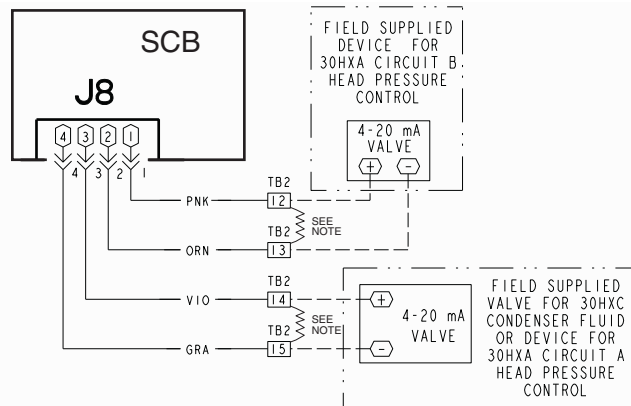 SCB
J8
4 3 2 1
4 3 2 1
FIELD SUPPLIED
DEVICE FOR
30HXA CIRCUIT B
HEAD PRESSURE
CONTROL
4-20 mA
VALVE
+ -
PNK
TB2
12
SEE
NOTE
ORN
TB2
13
VIO
TB2
14
SEE
NOTE
GRA
TB2
15
+
4-20 mA
VALVE
-
FIELD SUPPLIED
VALVE FOR 30HXC
CONDENSER FLUID
OR DEVICE FOR
30HXA CIRCUIT A
HEAD PRESSURE
CONTROL